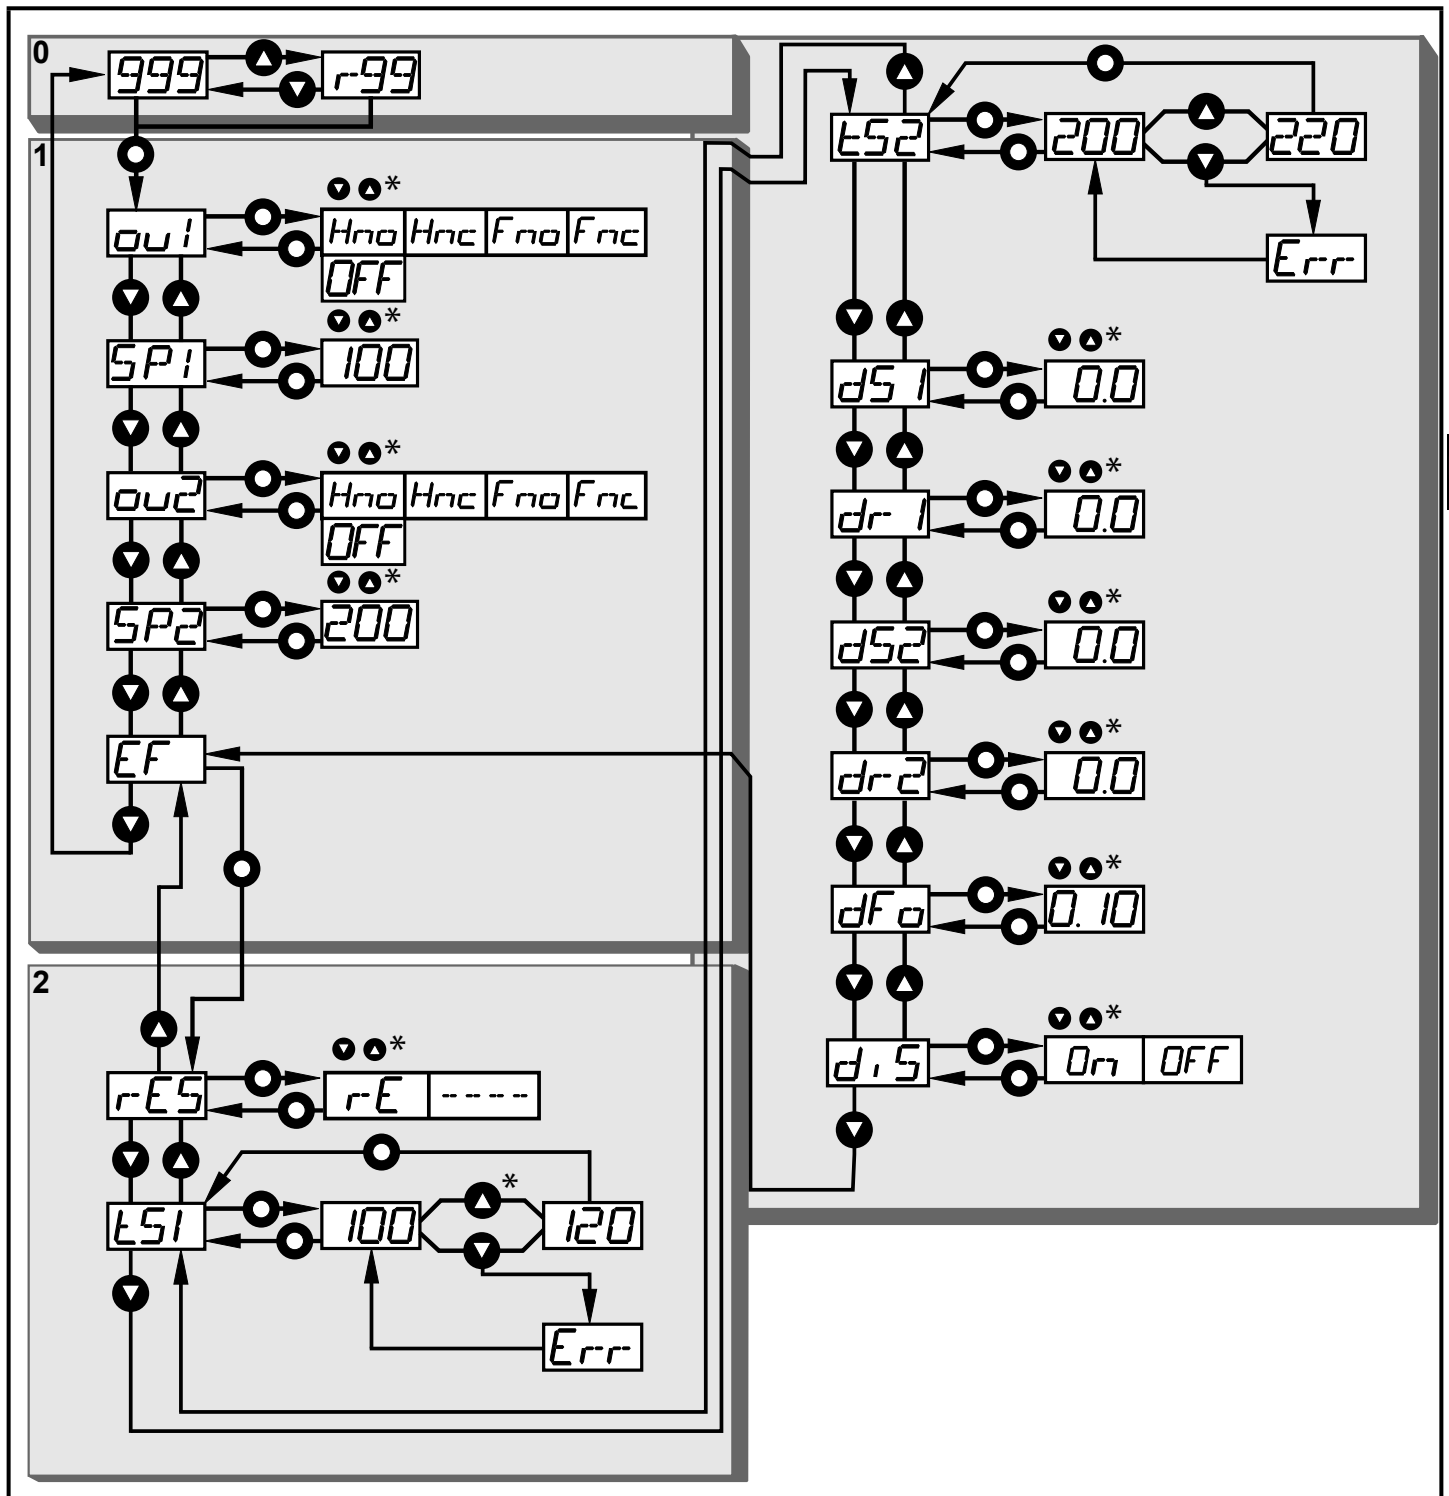 0
999
r99
1
ou1
*
Hno Hnc Fno Fnc
OFF
SP1
*
100
ou2
*
Hno Hnc Fno Fnc
OFF
SP2
*
200
EF
2
rES
*
rE ----
tS1
100
*
120
Err
tS2
200
220
Err
dS1
*
0.0
dr1
*
0.0
dS2
*
0.0
dr2
*
0.0
dFo
*
0.10
diS
*
On OFF